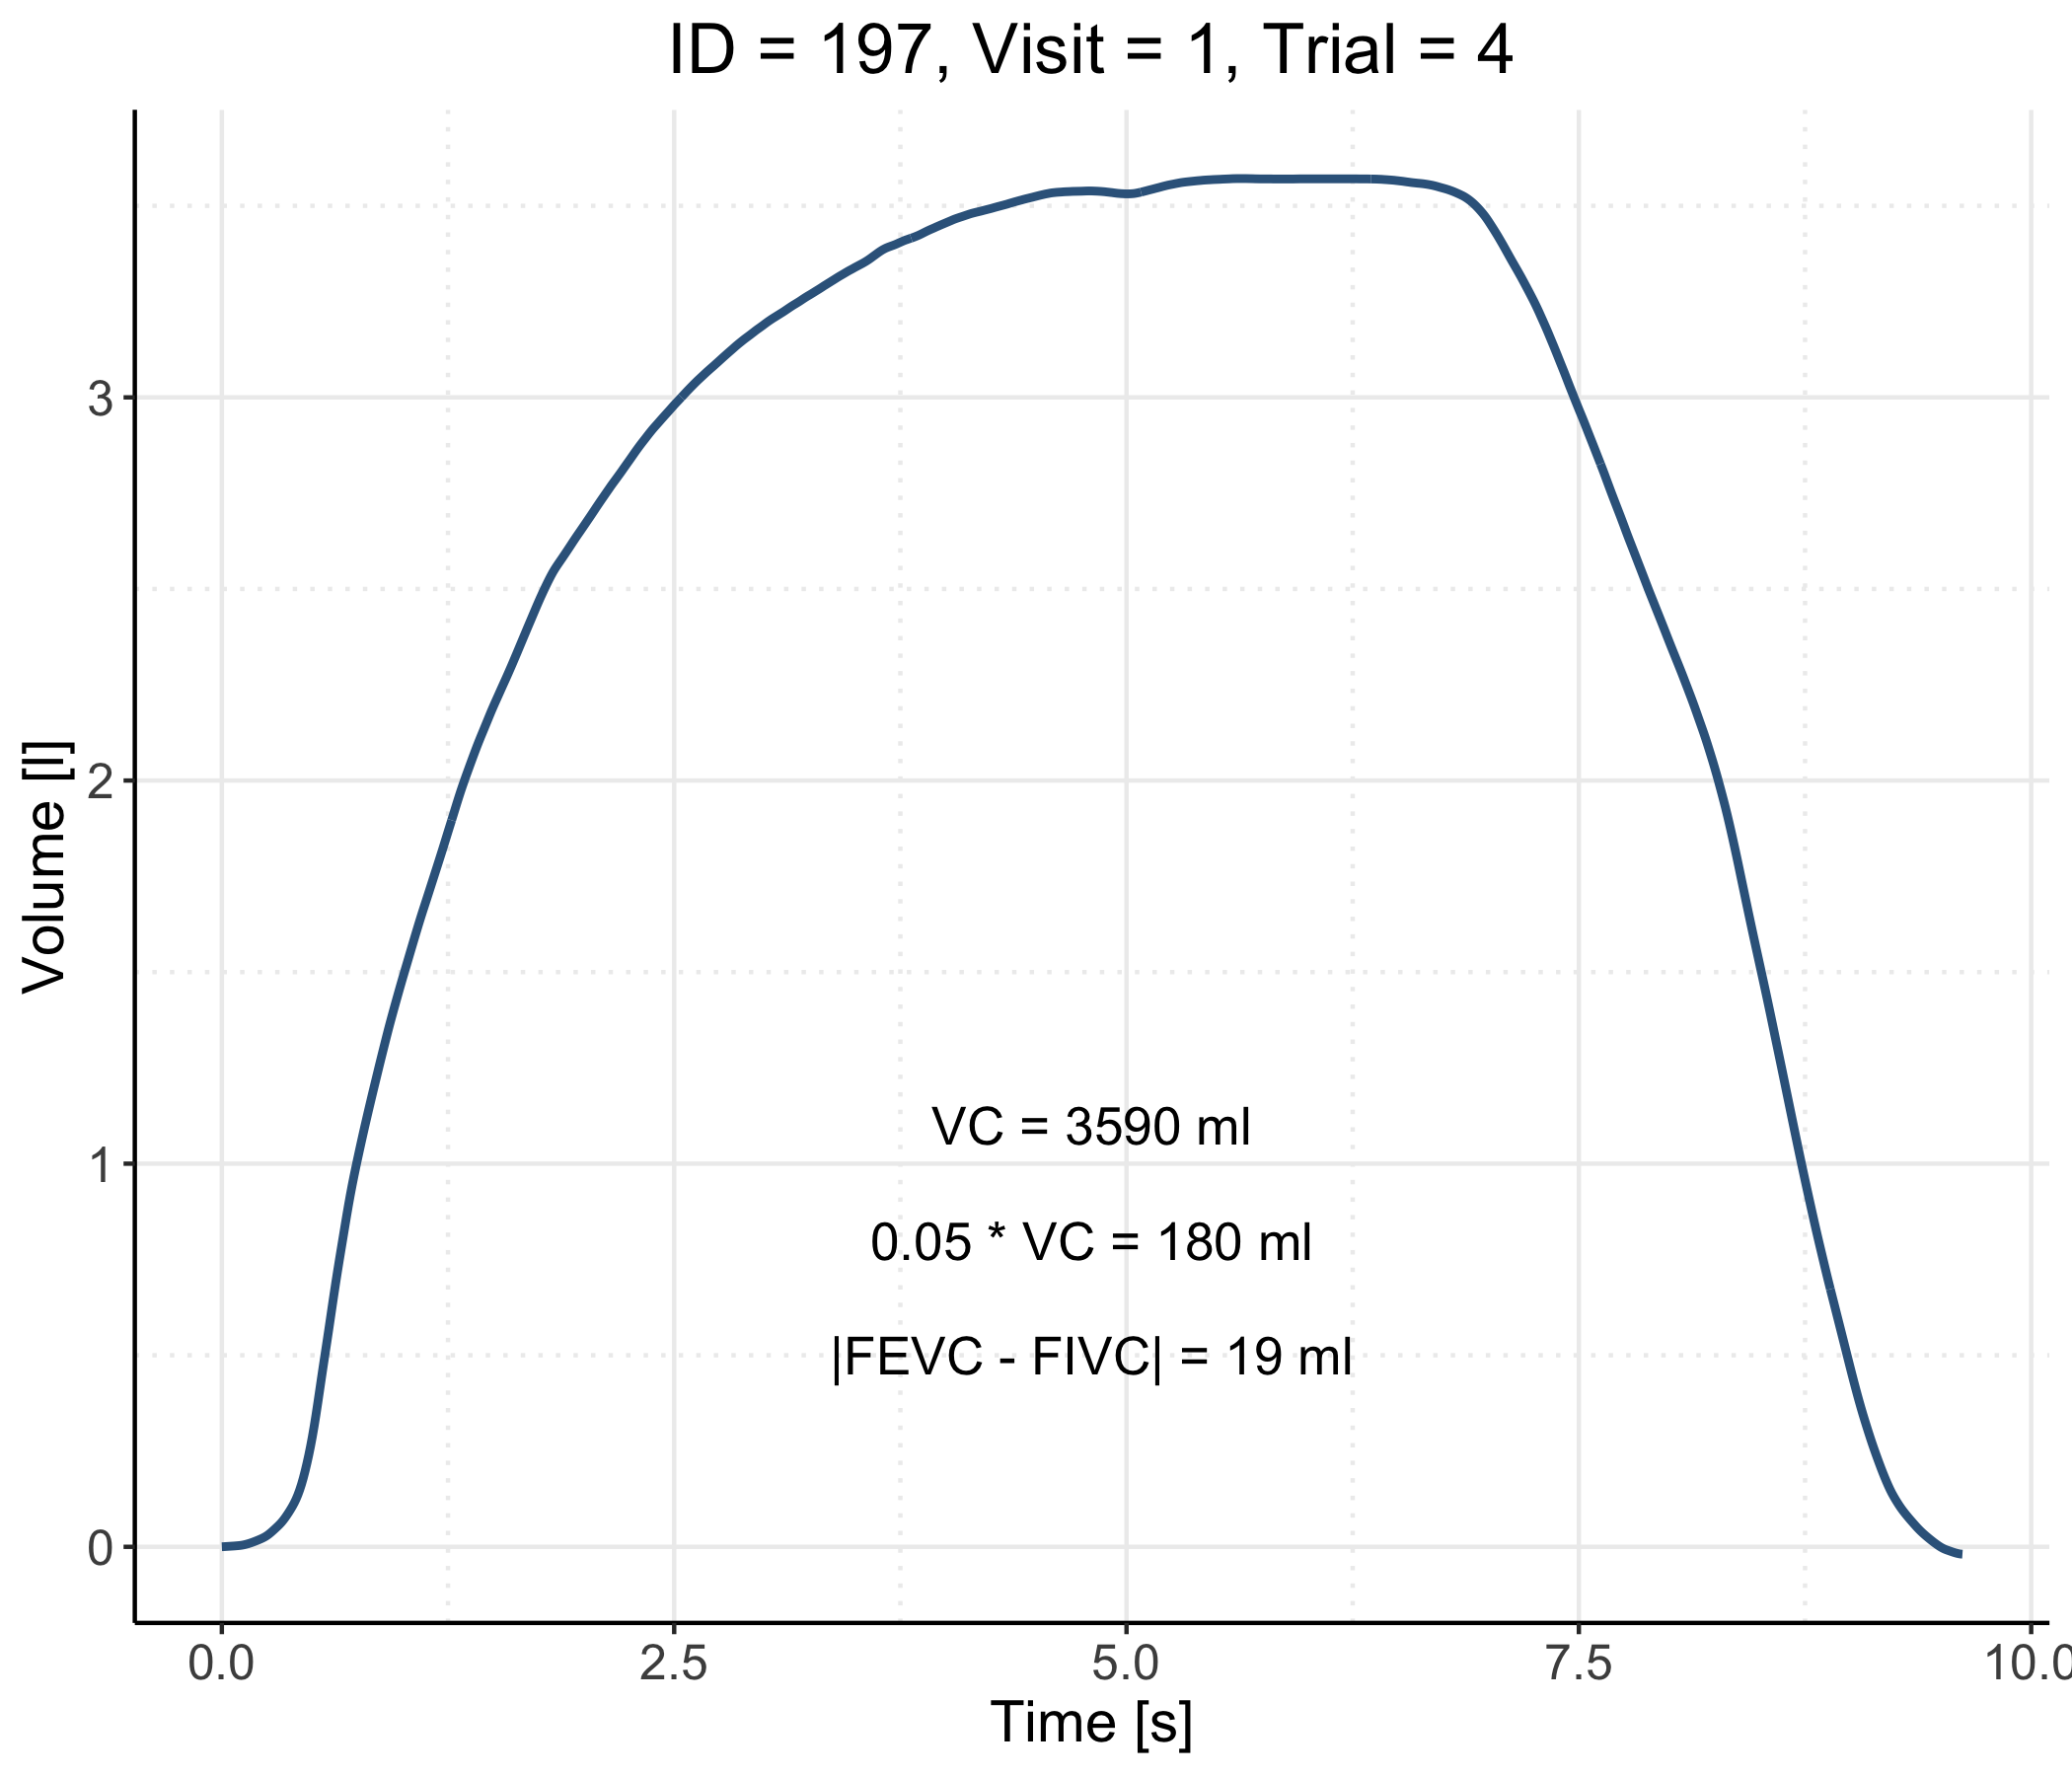 ID = 197, Visit = 1, Trial = 4
Volume [l]
3
2
1
0
VC = 3590 ml
0.05 * VC = 180 ml
|FEVC - FIVC| = 19 ml
0.0 2.5 5.0 7.5 10.0
Time [s]